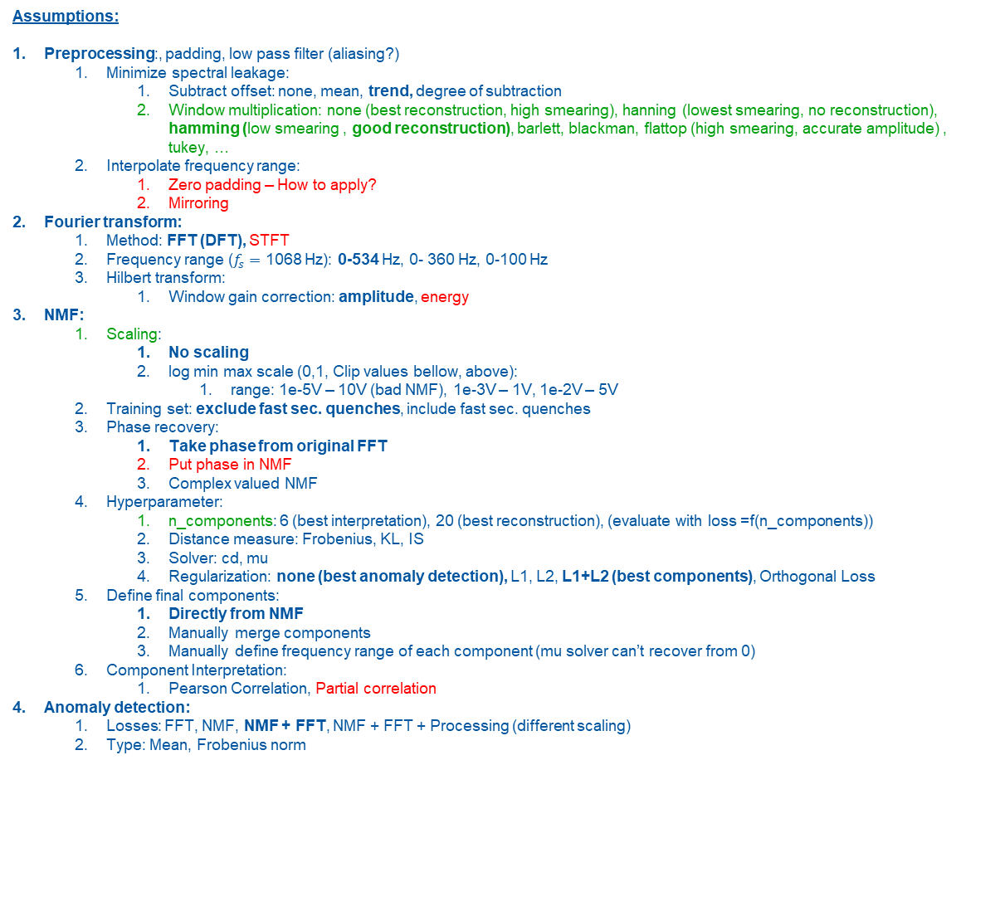 Assumptions:
1. Preprocessing:, padding, low pass filter (aliasing?)
1. Minimize spectral leakage:
1. Subtract offset: none, mean, trend, degree of subtraction
2. Window multiplication: none (best reconstruction, high smearing), hanning (lowest smearing, no reconstruction),
hamming (low smearing , good reconstruction), barlett, blackman, flattop (high smearing, accurate amplitude) ,
tukey, …
2. Interpolate frequency range:
1. Zero padding – How to apply?
2. Mirroring
2. Fourier transform:
1. Method: FFT (DFT), STFT
2. Frequency range (fs = 1068 Hz): 0-534 Hz, 0- 360 Hz, 0-100 Hz
3. Hilbert transform:
1. Window gain correction: amplitude, energy
3. NMF:
1. Scaling:
1. No scaling
2. log min max scale (0,1, Clip values bellow, above):
1. range: 1e-5V – 10V (bad NMF), 1e-3V – 1V, 1e-2V – 5V
2. Training set: exclude fast sec. quenches, include fast sec. quenches
3. Phase recovery:
1. Take phase from original FFT
2. Put phase in NMF
3. Complex valued NMF
4. Hyperparameter:
1. n_components: 6 (best interpretation), 20 (best reconstruction), (evaluate with loss =f(n_components))
2. Distance measure: Frobenius, KL, IS
3. Solver: cd, mu
4. Regularization: none (best anomaly detection), L1, L2, L1+L2 (best components), Orthogonal Loss
5. Define final components:
1. Directly from NMF
2. Manually merge components
3. Manually define frequency range of each component (mu solver can’t recover from 0)
6. Component Interpretation:
1. Pearson Correlation, Partial correlation
4. Anomaly detection:
1. Losses: FFT, NMF, NMF + FFT, NMF + FFT + Processing (different scaling)
2. Type: Mean, Frobenius norm